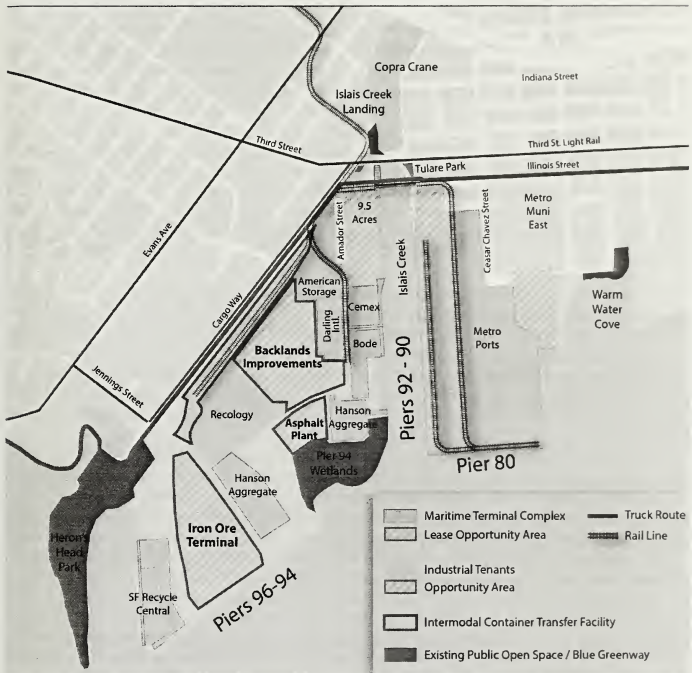 Copra Crane
Indiana Street
Islais Creek
Landing
Third Street
Third St. Light Rail
Illinois Street
Tulare Park
9.5
Acres
Amador Street
Islais Creek
Ceasar Chavez Street
Metro
Muni
East
Evans Ave
Cargo Way
American
Storage
Darling
Intl.
Cemex
Bode
Warm
Water
Cove
Metro
Ports
Backlands
Improvements
Jennings Street
Recology
Asphalt
Plant
Hanson
Aggregate
Piers 92 - 90
Pier 94
Wetlands
Pier 80
Hanson
Aggregate
Heron's
Head
Park
Iron Ore
Terminal
SF Recycle
Central
Piers 96-94
Maritime Terminal Complex
Lease Opportunity Area
Truck Route
Rail Line
Industrial Tenants
Opportunity Area
Intermodal Container Transfer Facility
Existing Public Open Space / Blue Greenway